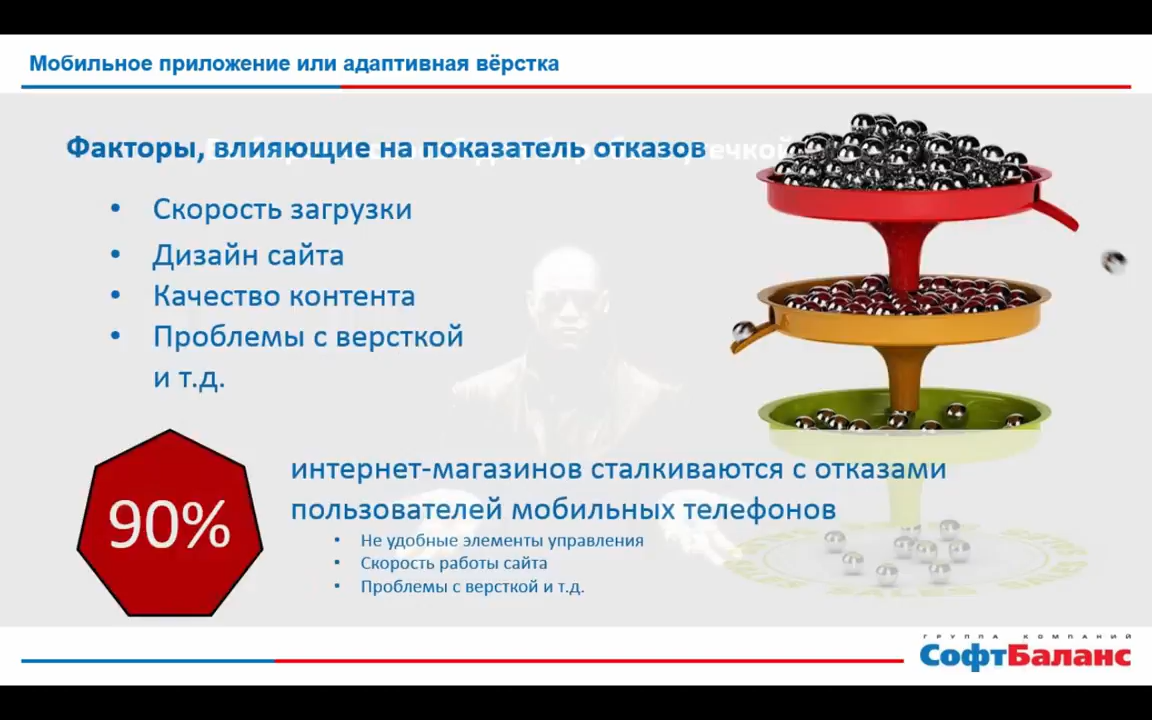 Мобильное приложение или адаптивная вёрстка
Факторы, влияющие на показатель отказов
• Скорость загрузки
• Дизайн сайта
• Качество контента
• Проблемы с версткой
и т.д.
90%
интернет-магазинов сталкиваются с отказами
пользователей мобильных телефонов
• Не удобные элементы управления
• Скорость работы сайта
• Проблемы с версткой и т.д.
SALES
ГРУППА КОМПАНИЙ
СофтБаланс